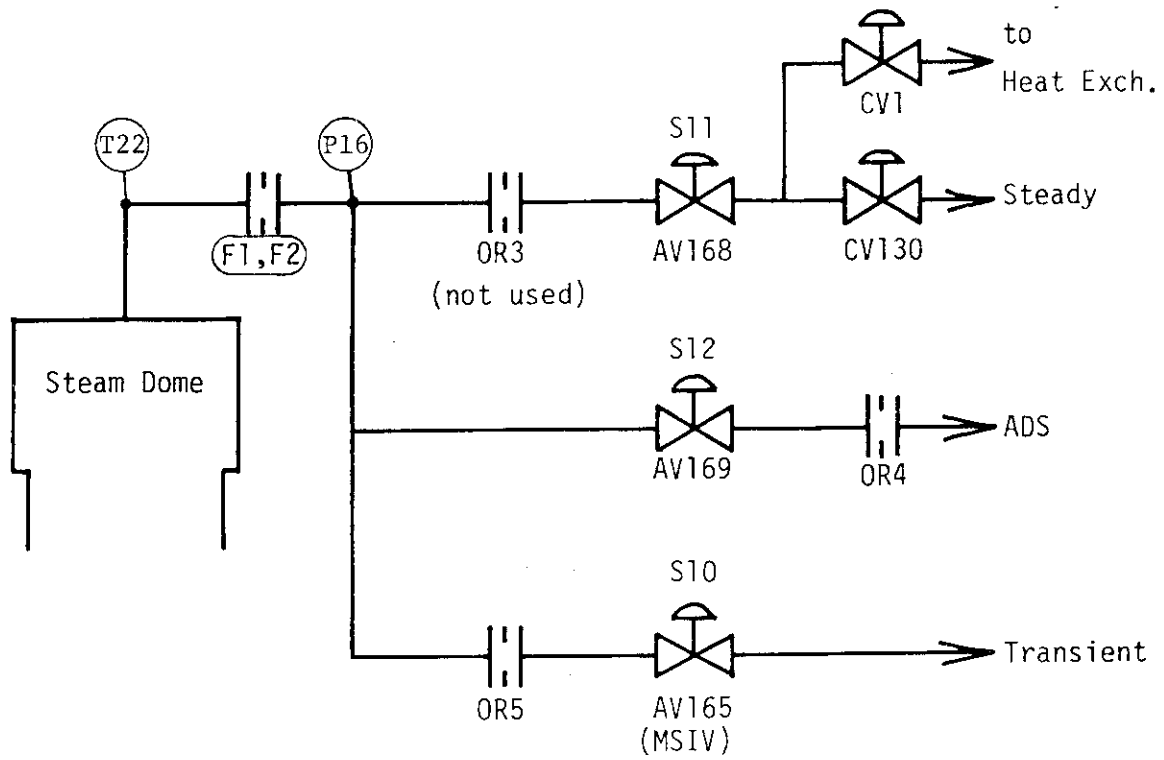 to
Heat Exch.
CV1
S11
T22
P16
Steady
F1,F2
OR3
(not used)
AV168
CV130
Steam Dome
S12
ADS
AV169
OR4
S10
Transient
OR5
AV165
(MSIV)